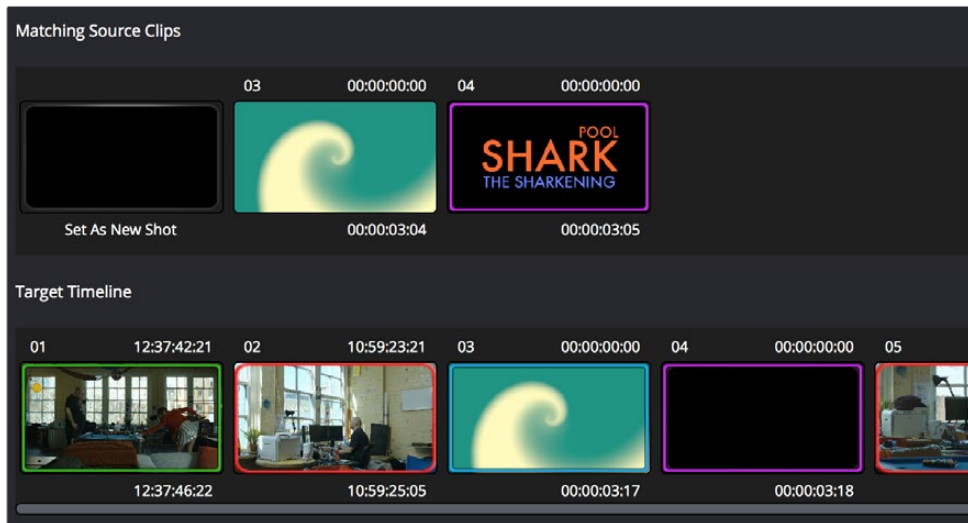 Matching Source Clips
03 00:00:00:00 04 00:00:00:00
POOL
SHARK
THE SHARKENING
Set As New Shot 00:00:03:04 00:00:03:05
Target Timeline
01 12:37:42:21 02 10:59:23:21 03 00:00:00:00 04 00:00:00:00 05
12:37:46:22 10:59:25:05 00:00:03:17 00:00:03:18